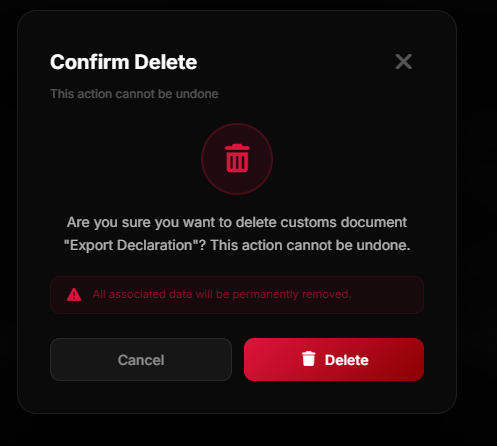 Confirm Delete
This action cannot be undone
Are you sure you want to delete customs document
"Export Declaration"? This action cannot be undone.
All associated data will be permanently removed.
Cancel
Delete